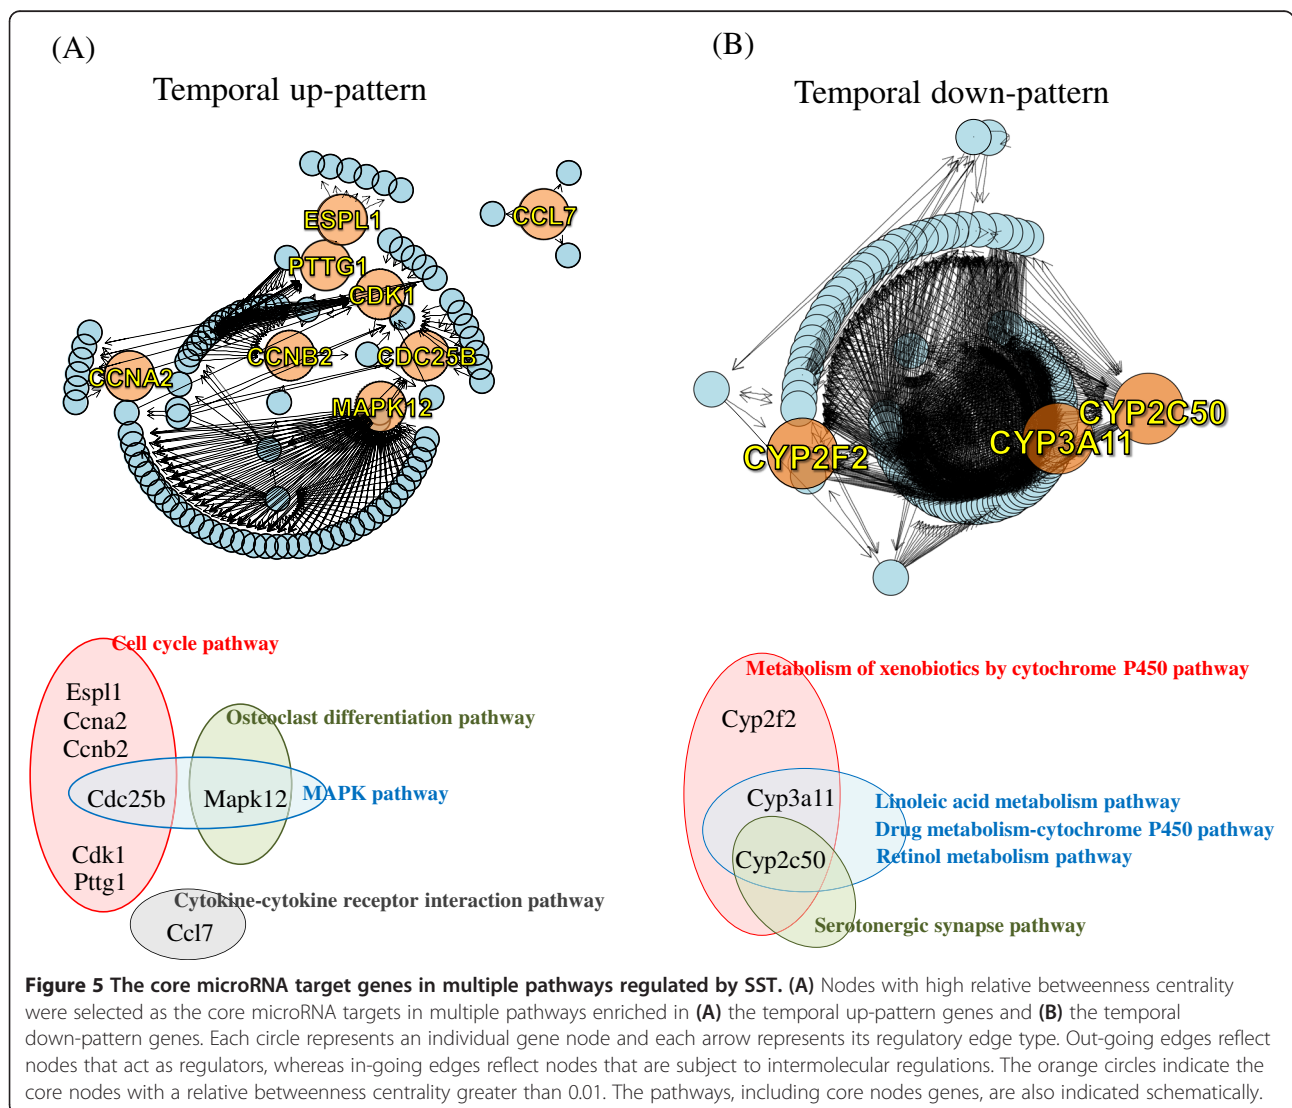 (A)
Temporal up-pattern
ESPL1
PTTG1
CCL7
CDK1
CCNB2
CDC25B
CCNA2
MAPK12
(B)
Temporal down-pattern
CYP2C50
CYP3A11
CYP2F2
Cell cycle pathway
Espl1
Ccna2
Ccnb2
Osteoclast differentiation pathway
Cdc25b
Mapk12
MAPK pathway
Cdk1
Pttg1
Cytokine-cytokine receptor interaction pathway
Ccl7
Metabolism of xenobiotics by cytochrome P450 pathway
Cyp2f2
Cyp3a11
Linoleic acid metabolism pathway
Drug metabolism-cytochrome P450 pathway
Retinol metabolism pathway
Cyp2c50
Serotonergic synapse pathway
Figure 5 The core microRNA target genes in multiple pathways regulated by SST. (A) Nodes with high relative betweenness centrality
were selected as the core microRNA targets in multiple pathways enriched in (A) the temporal up-pattern genes and (B) the temporal
down-pattern genes. Each circle represents an individual gene node and each arrow represents its regulatory edge type. Out-going edges reflect
nodes that act as regulators, whereas in-going edges reflect nodes that are subject to intermolecular regulations. The orange circles indicate the
core nodes with a relative betweenness centrality greater than 0.01. The pathways, including core nodes genes, are also indicated schematically.